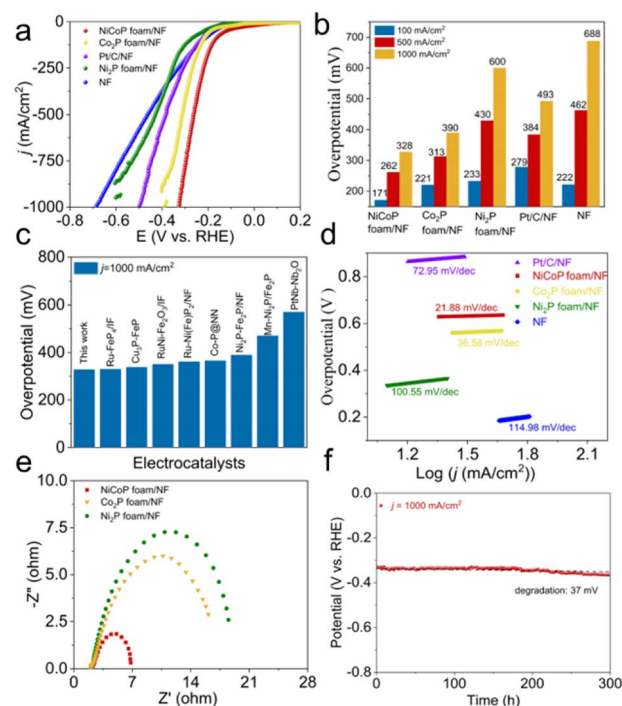 a
NiCoP foam/NF
Co₂P foam/NF
Pt/C/NF
Ni₂P foam/NF
NF
0
-250
-500
-750
-1000
j (mA/cm²)
-0.8 -0.6 -0.4 -0.2 0.0 0.2
E (V vs. RHE)
b
100 mA/cm²
500 mA/cm²
1000 mA/cm²
Overpotential (mV)
700
600
500
400
300
200
171 262 328
221 313 390
233 430 600
279 384 493
222 462 688
NiCoP foam/NF
Co₂P foam/NF
Ni₂P foam/NF
Pt/C/NF
NF
c
j=1000 mA/cm²
Overpotential (mV)
800
600
400
200
0
This work
Ru-FeP₄/IF
Cu₃P-FeP
RuNi-Fe₂O₃/IF
Ru-Ni(Fe)P₂/NF
Co-P@NN
Ni₂P-Fe₂P/NF
Mn-Ni₂P/Fe₂P
PtNb-Nb₂O
Electrocatalysts
d
Overpotential (V )
0.8
0.6
0.4
0.2
Pt/C/NF
NiCoP foam/NF
Co₂P foam/NF
Ni₂P foam/NF
NF
72.95 mV/dec
21.88 mV/dec
36.58 mV/dec
100.55 mV/dec
114.98 mV/dec
1.2 1.5 1.8 2.1
Log (j (mA/cm²))
e
NiCoP foam/NF
Co₂P foam/NF
Ni₂P foam/NF
-Z'' (ohm)
10.0
7.5
5.0
2.5
0.0
0 7 14 21 28
Z' (ohm)
f
j = 1000 mA/cm²
degradation: 37 mV
Potential (V vs. RHE)
0.0
-0.2
-0.4
-0.6
-0.8
0 100 200 300
Time (h)